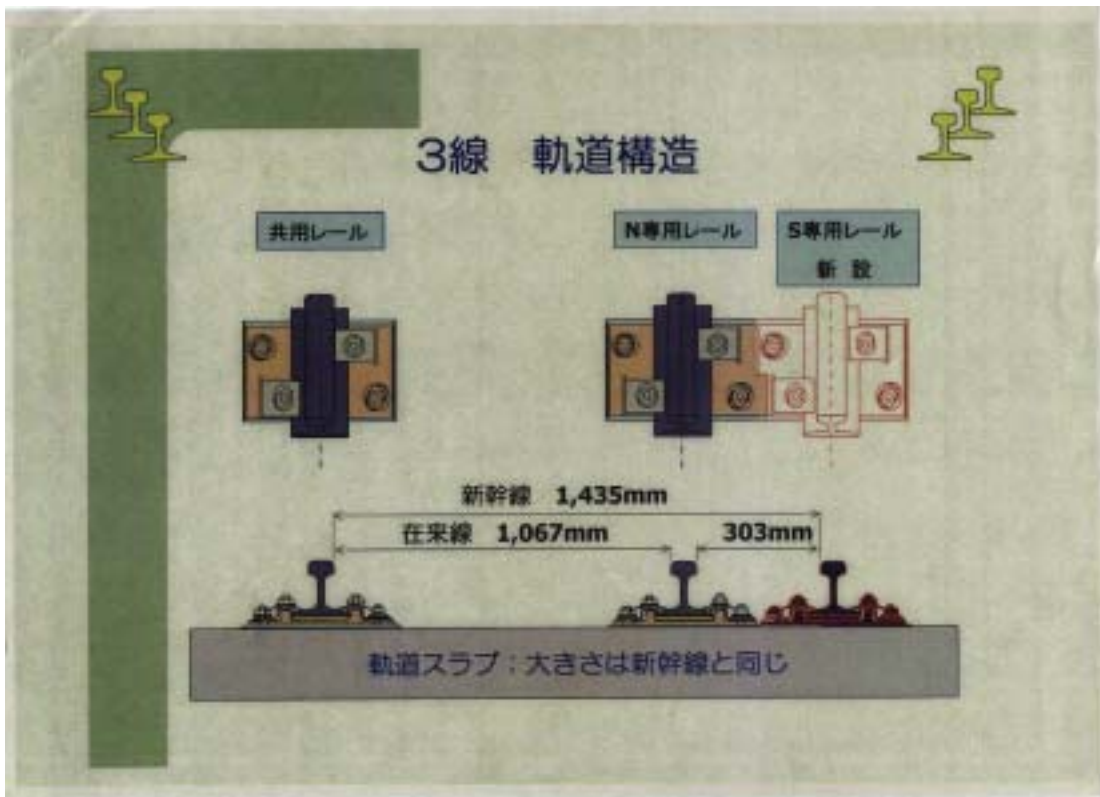 3線 軌道構造
共用レール
N専用レール
S専用レール
新設
新幹線 1,435mm
在来線 1,067mm
303mm
軌道スラブ:大きさは新幹線と同じ